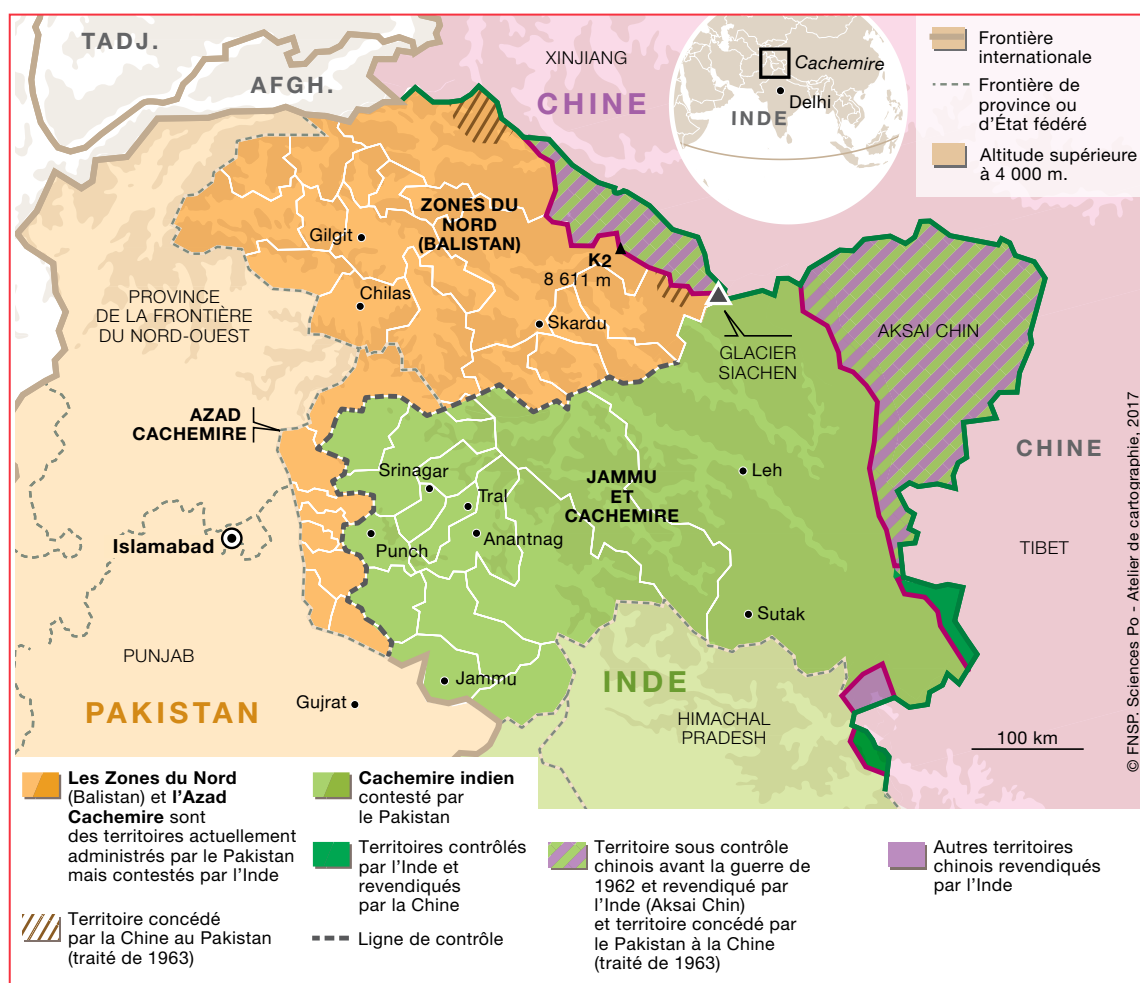 TADJ.
AFGH.
XINJIANG
CHINE
Cachemire
Delhi
INDE
Frontière
internationale
Frontière de
province ou
d'État fédéré
Altitude supérieure
à 4 000 m.
ZONES DU
NORD
(BALISTAN)
Gilgit
K2
8 611 m
Chilas
Skardu
PROVINCE
DE LA FRONTIÈRE
DU NORD-OUEST
GLACIER
SIACHEN
AKSAI CHIN
AZAD
CACHEMIRE
CHINE
Srinagar
Tral
JAMMU
ET
CACHEMIRE
Leh
Islamabad
Punch
Anantnag
TIBET
Sutak
PUNJAB
Jammu
INDE
PAKISTAN
Gujrat
HIMACHAL
PRADESH
100 km
© FNSP. Sciences Po - Atelier de cartographie, 2017
Les Zones du Nord
(Balistan) et l'Azad
Cachemire sont
des territoires actuellement
administrés par le Pakistan
mais contestés par l'Inde
Territoire concédé
par la Chine au Pakistan
(traité de 1963)
Cachemire indien
contesté par
le Pakistan
Territoires contrôlés
par l'Inde et
revendiqués
par la Chine
Ligne de contrôle
Territoire sous contrôle
chinois avant la guerre de
1962 et revendiqué par
l'Inde (Aksai Chin)
et territoire concédé par
le Pakistan à la Chine
(traité de 1963)
Autres territoires
chinois revendiqués
par l'Inde